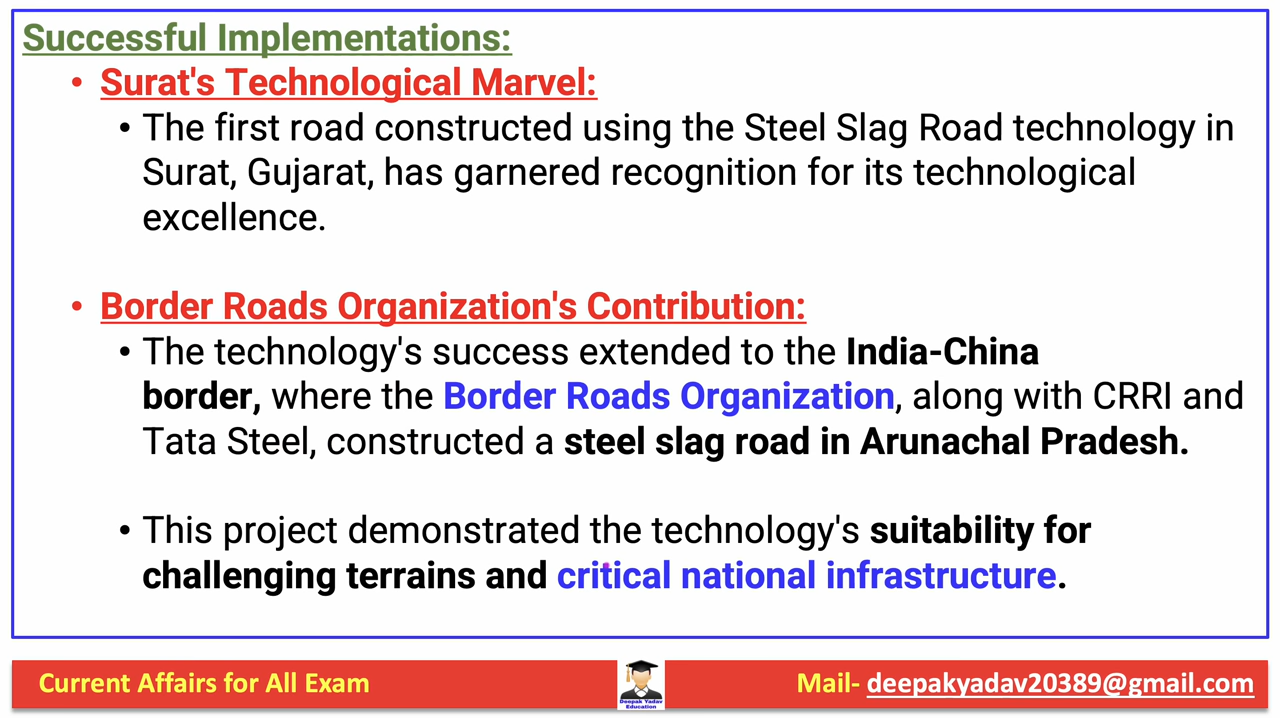 Successful Implementations:
• Surat's Technological Marvel:
• The first road constructed using the Steel Slag Road technology in
Surat, Gujarat, has garnered recognition for its technological
excellence.
• Border Roads Organization's Contribution:
• The technology's success extended to the India-China
border, where the Border Roads Organization, along with CRRI and
Tata Steel, constructed a steel slag road in Arunachal Pradesh.
• This project demonstrated the technology's suitability for
challenging terrains and critical national infrastructure.
Current Affairs for All Exam
Deepak Yadav
Education
Mail- deepakyadav20389@gmail.com